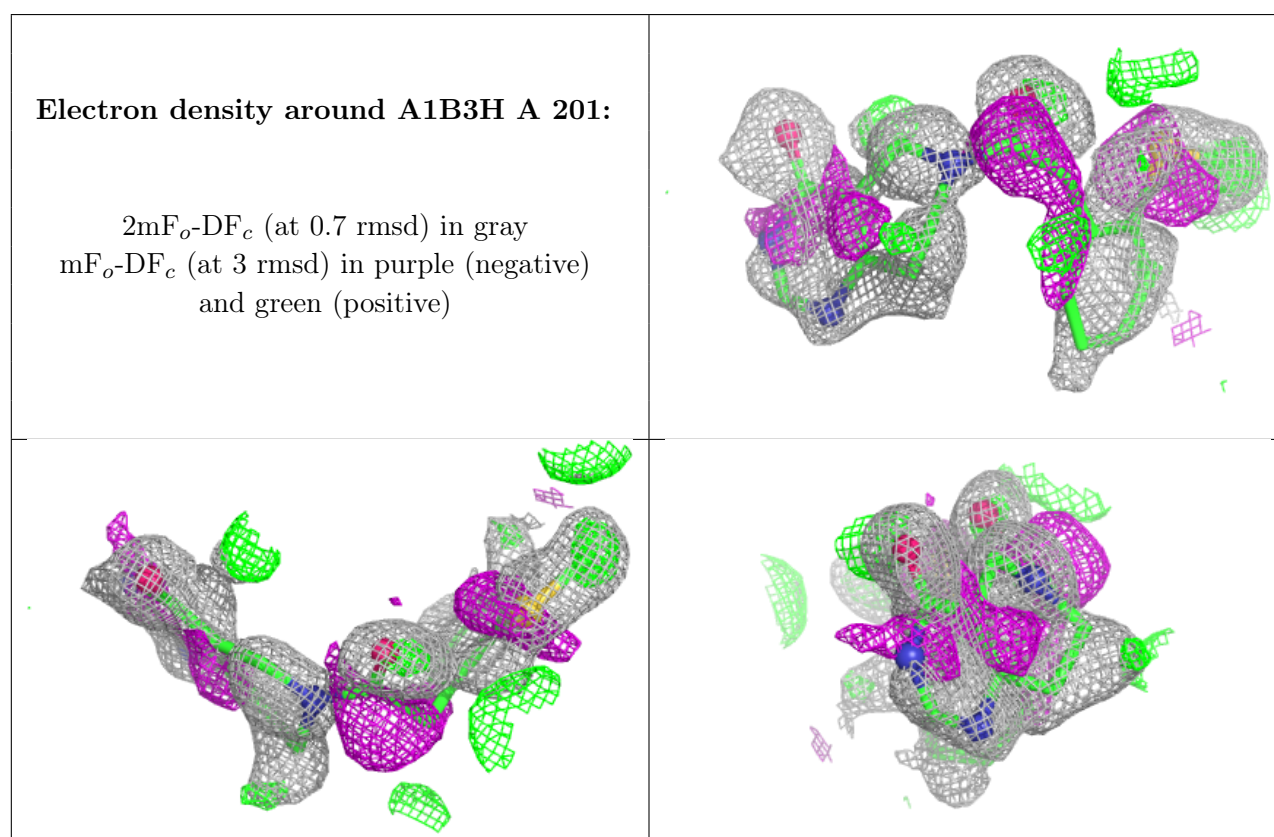 Electron density around A1B3H A 201:
2mFo-DFc (at 0.7 rmsd) in gray
mFo-DFc (at 3 rmsd) in purple (negative)
and green (positive)